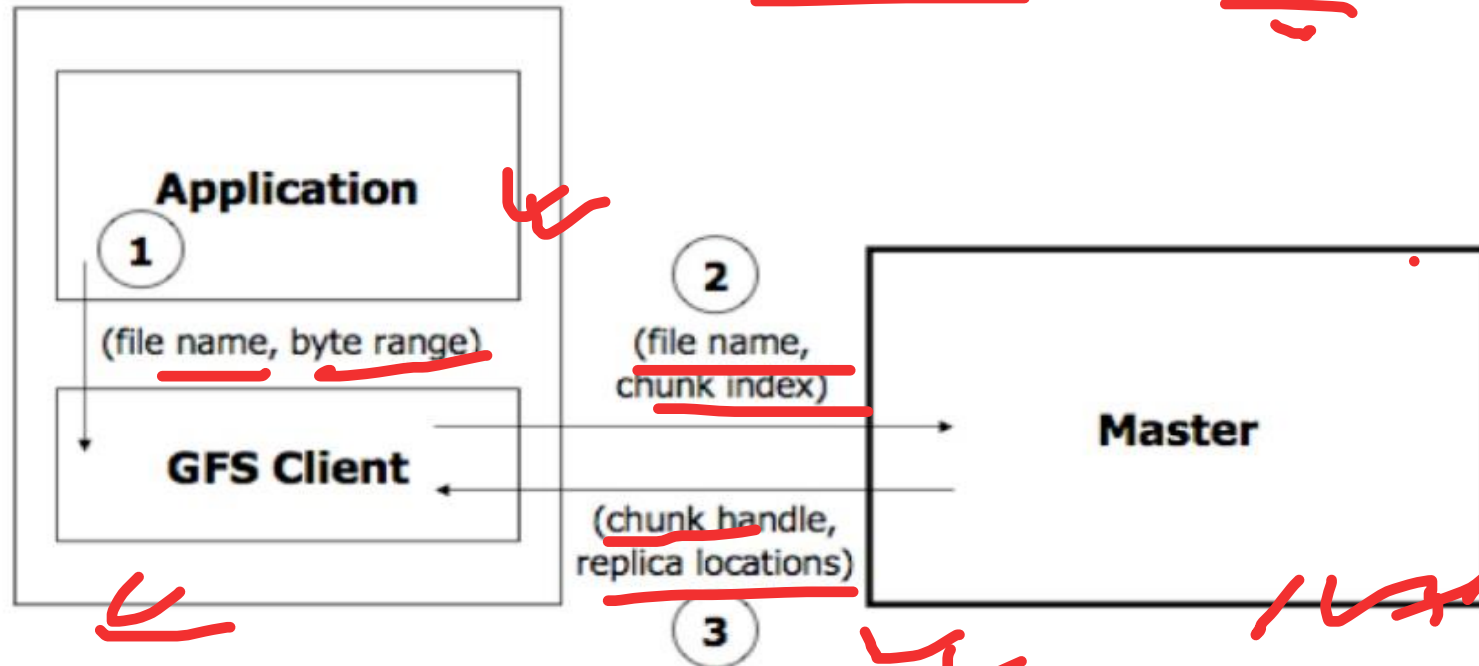 Application
1
(file name, byte range)
GFS Client
2
(file name,
chunk index)
Master
(chunk handle,
replica locations)
3